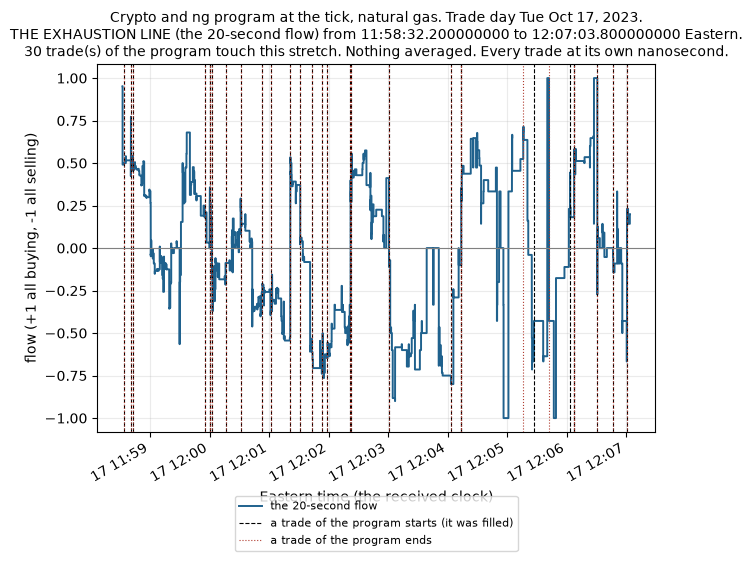 Crypto and ng program at the tick, natural gas. Trade day Tue Oct 17, 2023.
THE EXHAUSTION LINE (the 20-second flow) from 11:58:32.200000000 to 12:07:03.800000000 Eastern.
30 trade(s) of the program touch this stretch. Nothing averaged. Every trade at its own nanosecond.
flow (+1 all buying, -1 all selling)
1.00
0.75
0.50
0.25
0.00
−0.25
−0.50
−0.75
−1.00
17 11:59
17 12:00
17 12:01
17 12:02
17 12:03
17 12:04
17 12:05
17 12:06
17 12:07
Eastern time (the received clock)
the 20-second flow
a trade of the program starts (it was filled)
a trade of the program ends